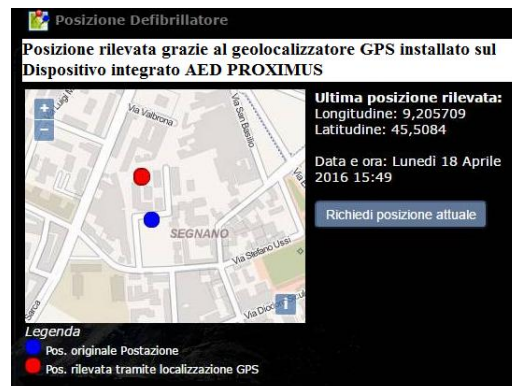 Posizione Defibrillatore
Posizione rilevata grazie al geolocalizzatore GPS installato sul
Dispositivo integrato AED PROXIMUS
Ultima posizione rilevata:
Longitudine: 9,205709
Latitudine: 45,5084
Data e ora: Lunedì 18 Aprile
2016 15:49
Richiedi posizione attuale
+
−
Via Valbrona
Via San Basilio
SEGNANO
Via Stefano Ussi
i
Legenda
Pos. originale Postazione
Pos. rilevata tramite localizzazione GPS